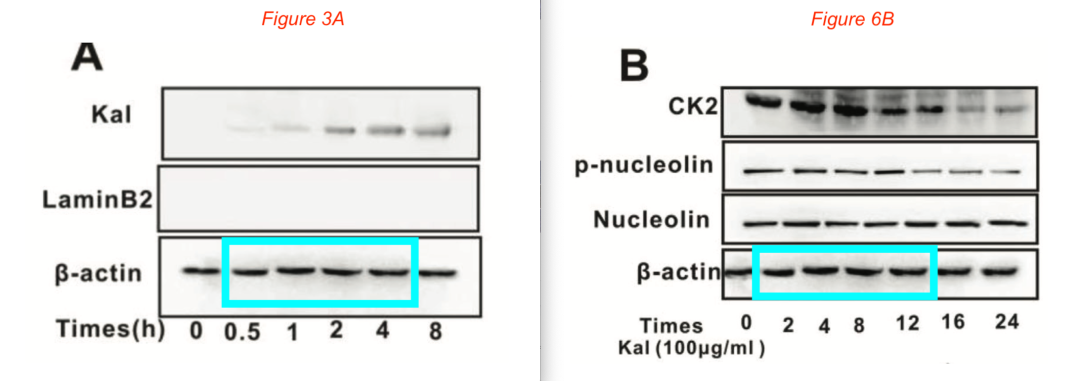 Figure 3A
A
Kal
LaminB2
β-actin
Times(h) 0 0.5 1 2 4 8
Figure 6B
B
CK2
p-nucleolin
Nucleolin
β-actin
Times 0 2 4 8 12 16 24
Kal (100μg/ml )